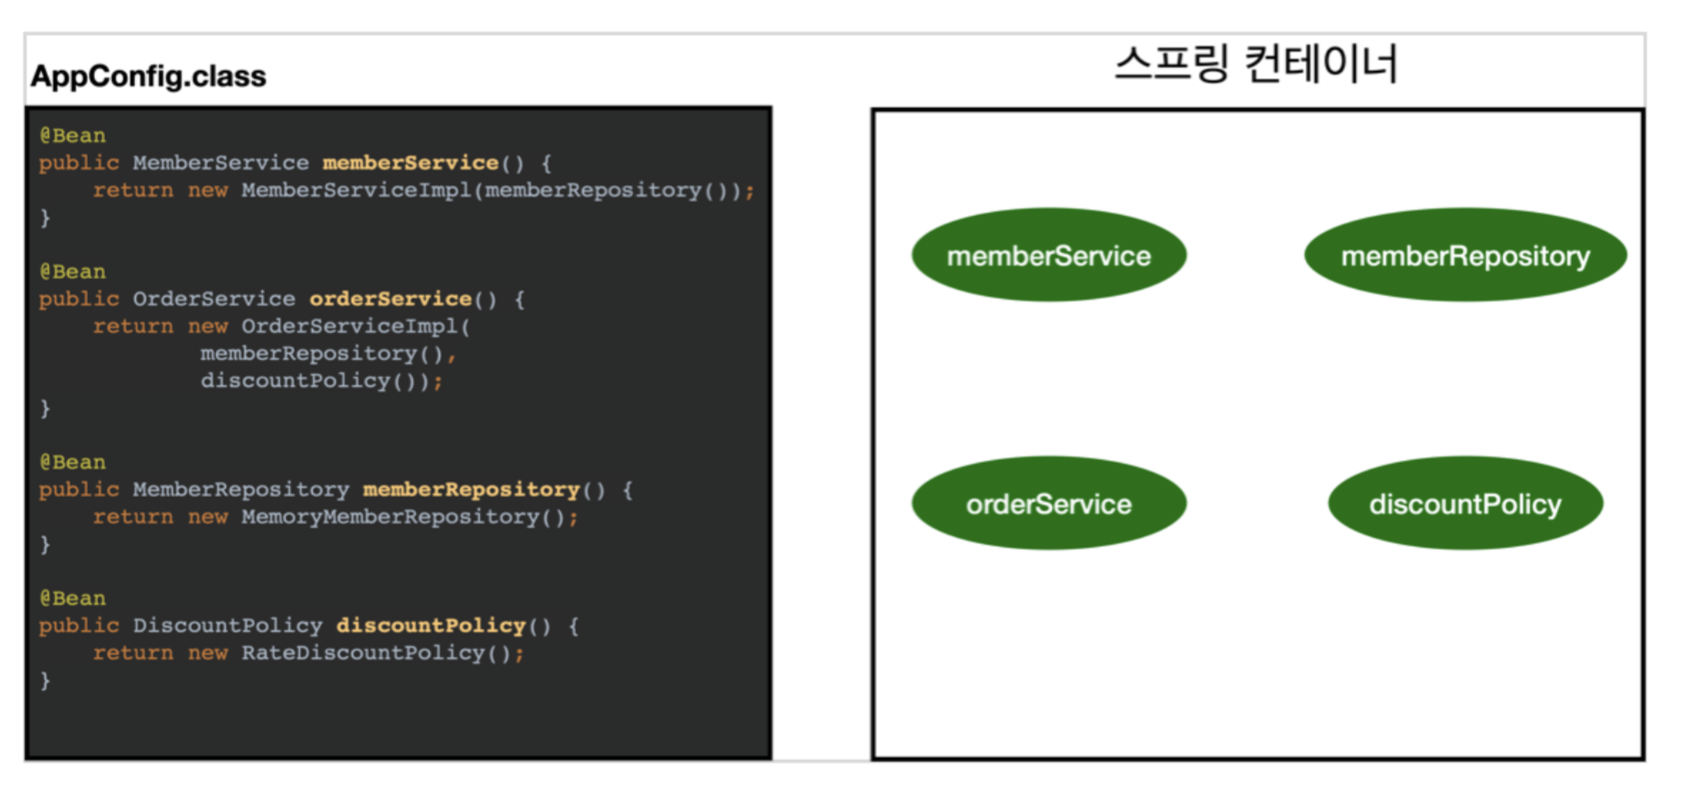 AppConfig.class
@Bean
public MemberService memberService() {
    return new MemberServiceImpl(memberRepository());
}
@Bean
public OrderService orderService() {
    return new OrderServiceImpl(
            memberRepository(),
            discountPolicy());
}
@Bean
public MemberRepository memberRepository() {
    return new MemoryMemberRepository();
}
@Bean
public DiscountPolicy discountPolicy() {
    return new RateDiscountPolicy();
}
스프링 컨테이너
memberService
memberRepository
orderService
discountPolicy